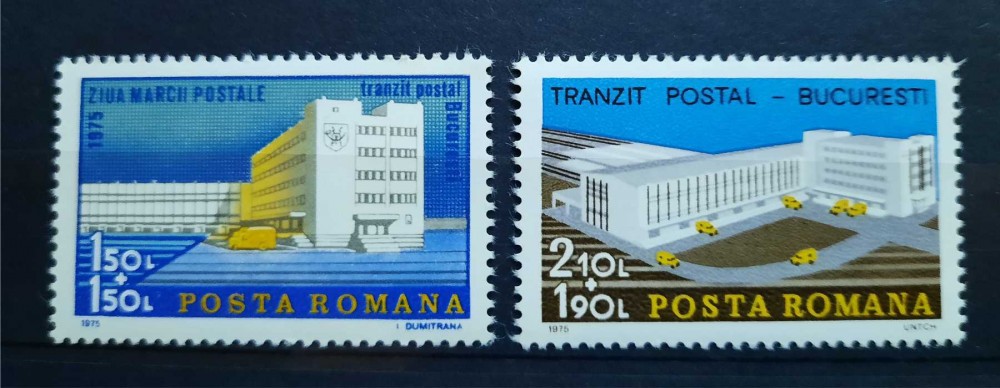 ZIUA MARCII POSTALE
1975
tranzit postal
Bucuresti
1,50L
+
1,50L
POSTA ROMANA
1975
I. DUMITRANA
TRANZIT POSTAL - BUCURESTI
2,10L
+
1,90L
POSTA ROMANA
1975
UNTCH